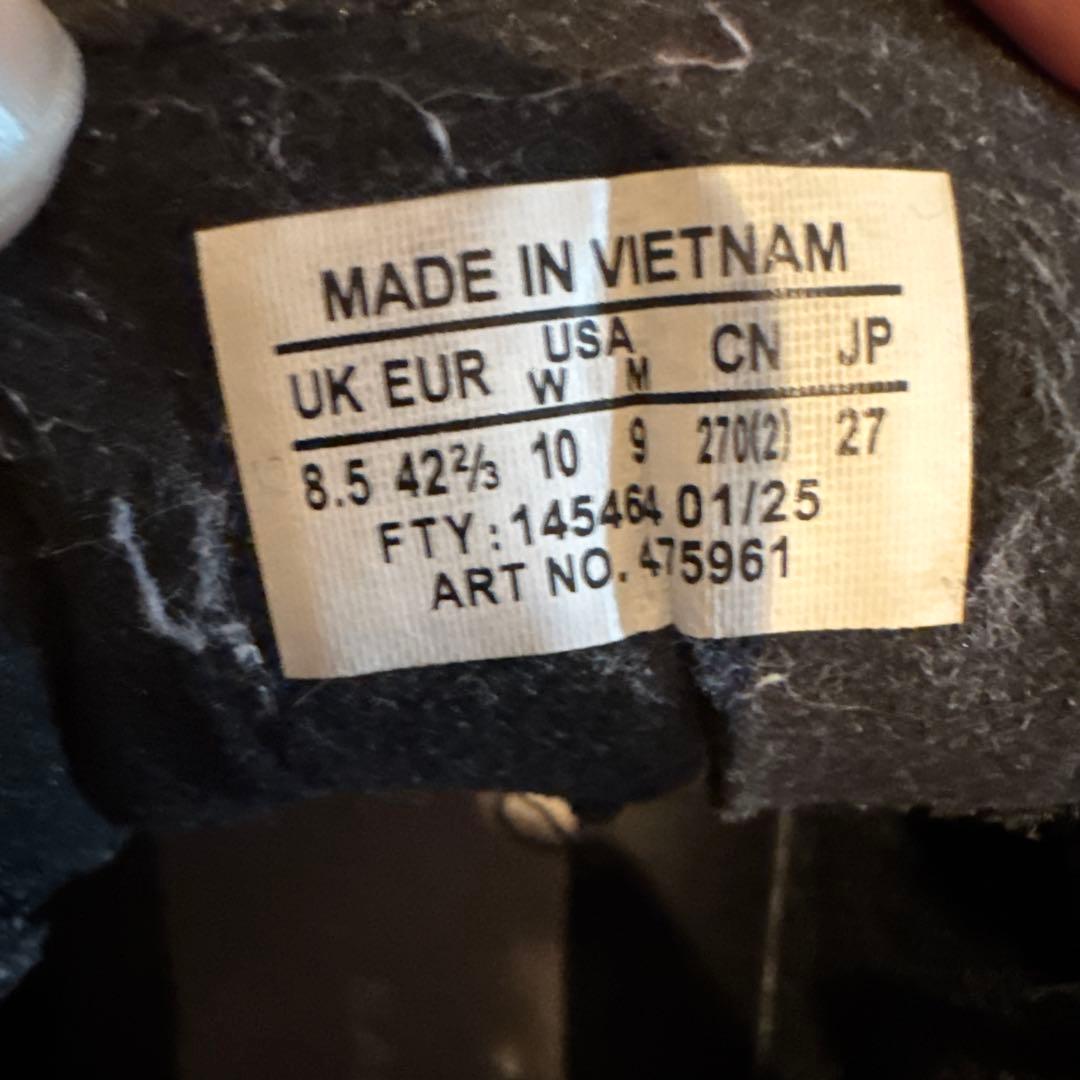 MADE IN VIETNAM
UK EUR USA W M CN JP
8.5 42⅔ 10 9 270(2) 27
FTY: 145464 01/25
ART NO. 475961